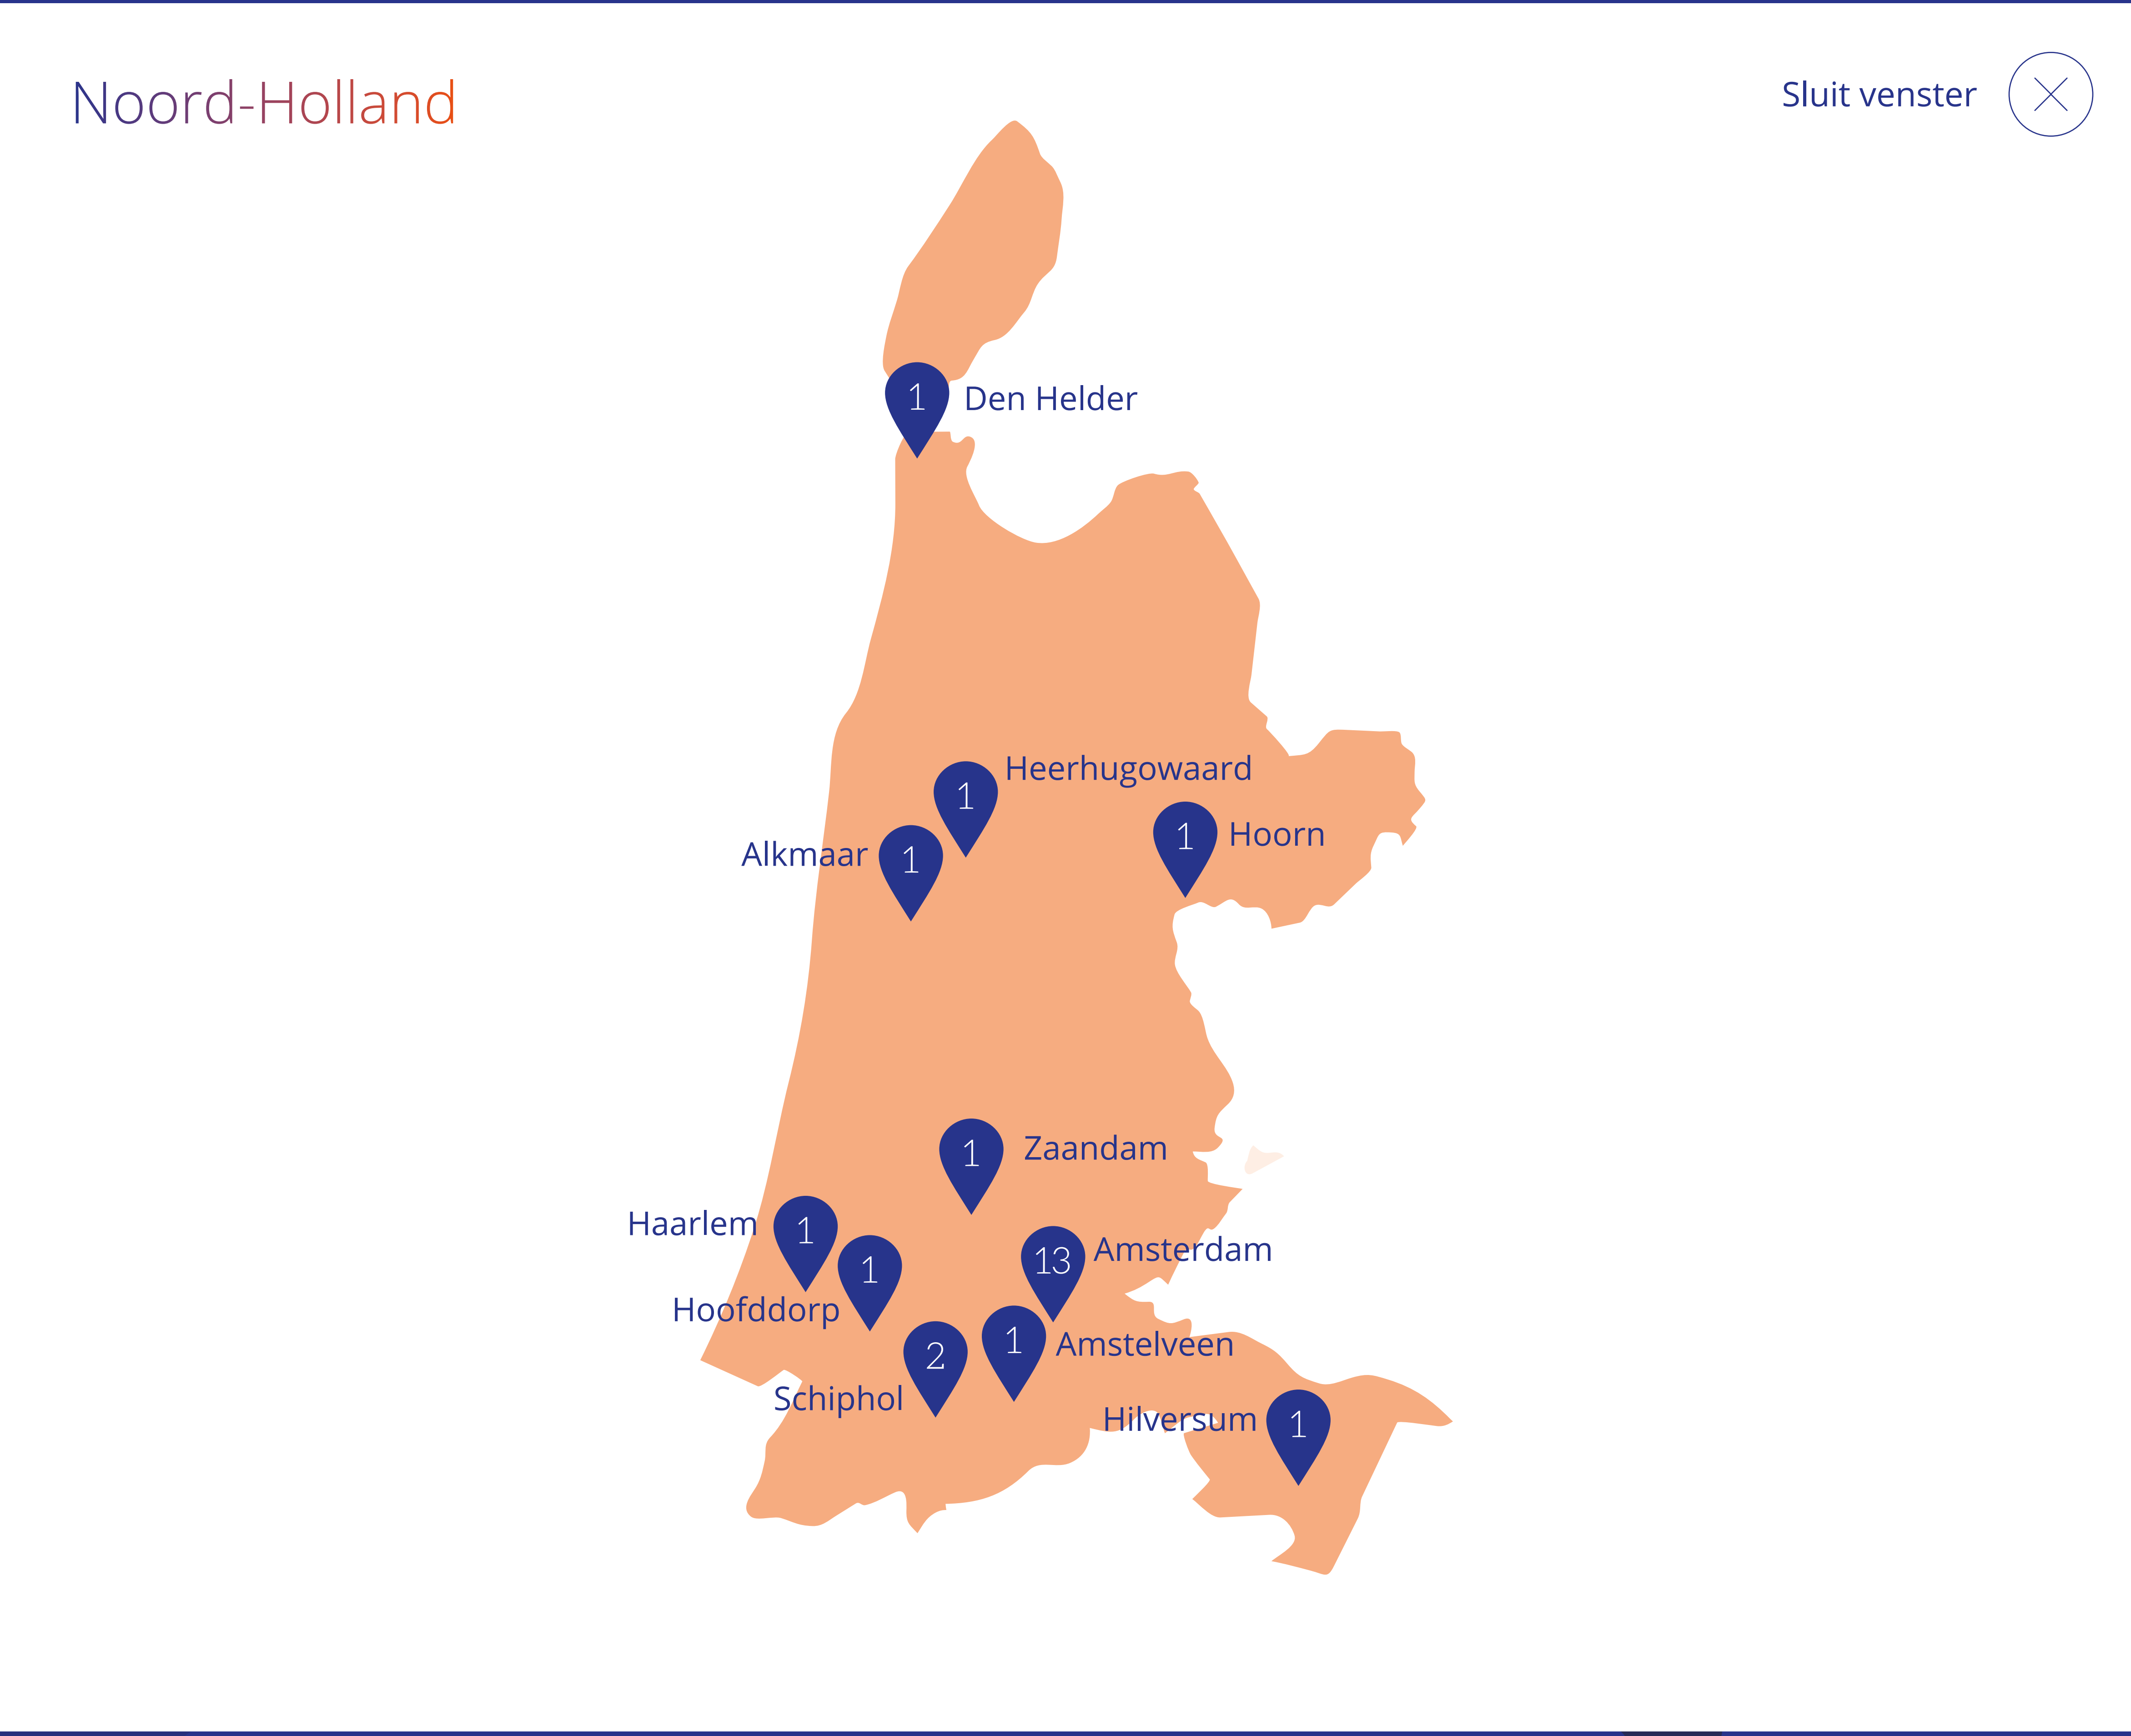 Noord-Holland
Sluit venster
1 Den Helder
Heerhugowaard
1
Alkmaar 1
1 Hoorn
1 Zaandam
Haarlem 1
1
Hoofddorp
13 Amsterdam
2
Schiphol
1 Amstelveen
Hilversum 1